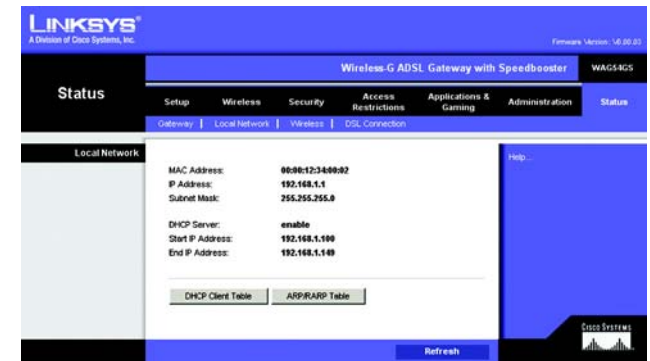 LINKSYS®
A Division of Cisco Systems, Inc.
Firmware Version: V6.00.03
Wireless-G ADSL Gateway with Speedbooster WAG54GS
Status
Setup Wireless Security Access Restrictions Applications & Gaming Administration Status
Gateway | Local Network | Wireless | DSL Connection
Local Network
Help...
MAC Address: 00:00:12:34:00:02
IP Address: 192.168.1.1
Subnet Mask: 255.255.255.0
DHCP Server: enable
Start IP Address: 192.168.1.100
End IP Address: 192.168.1.149
DHCP Client Table ARP/RARP Table
Refresh
CISCO SYSTEMS